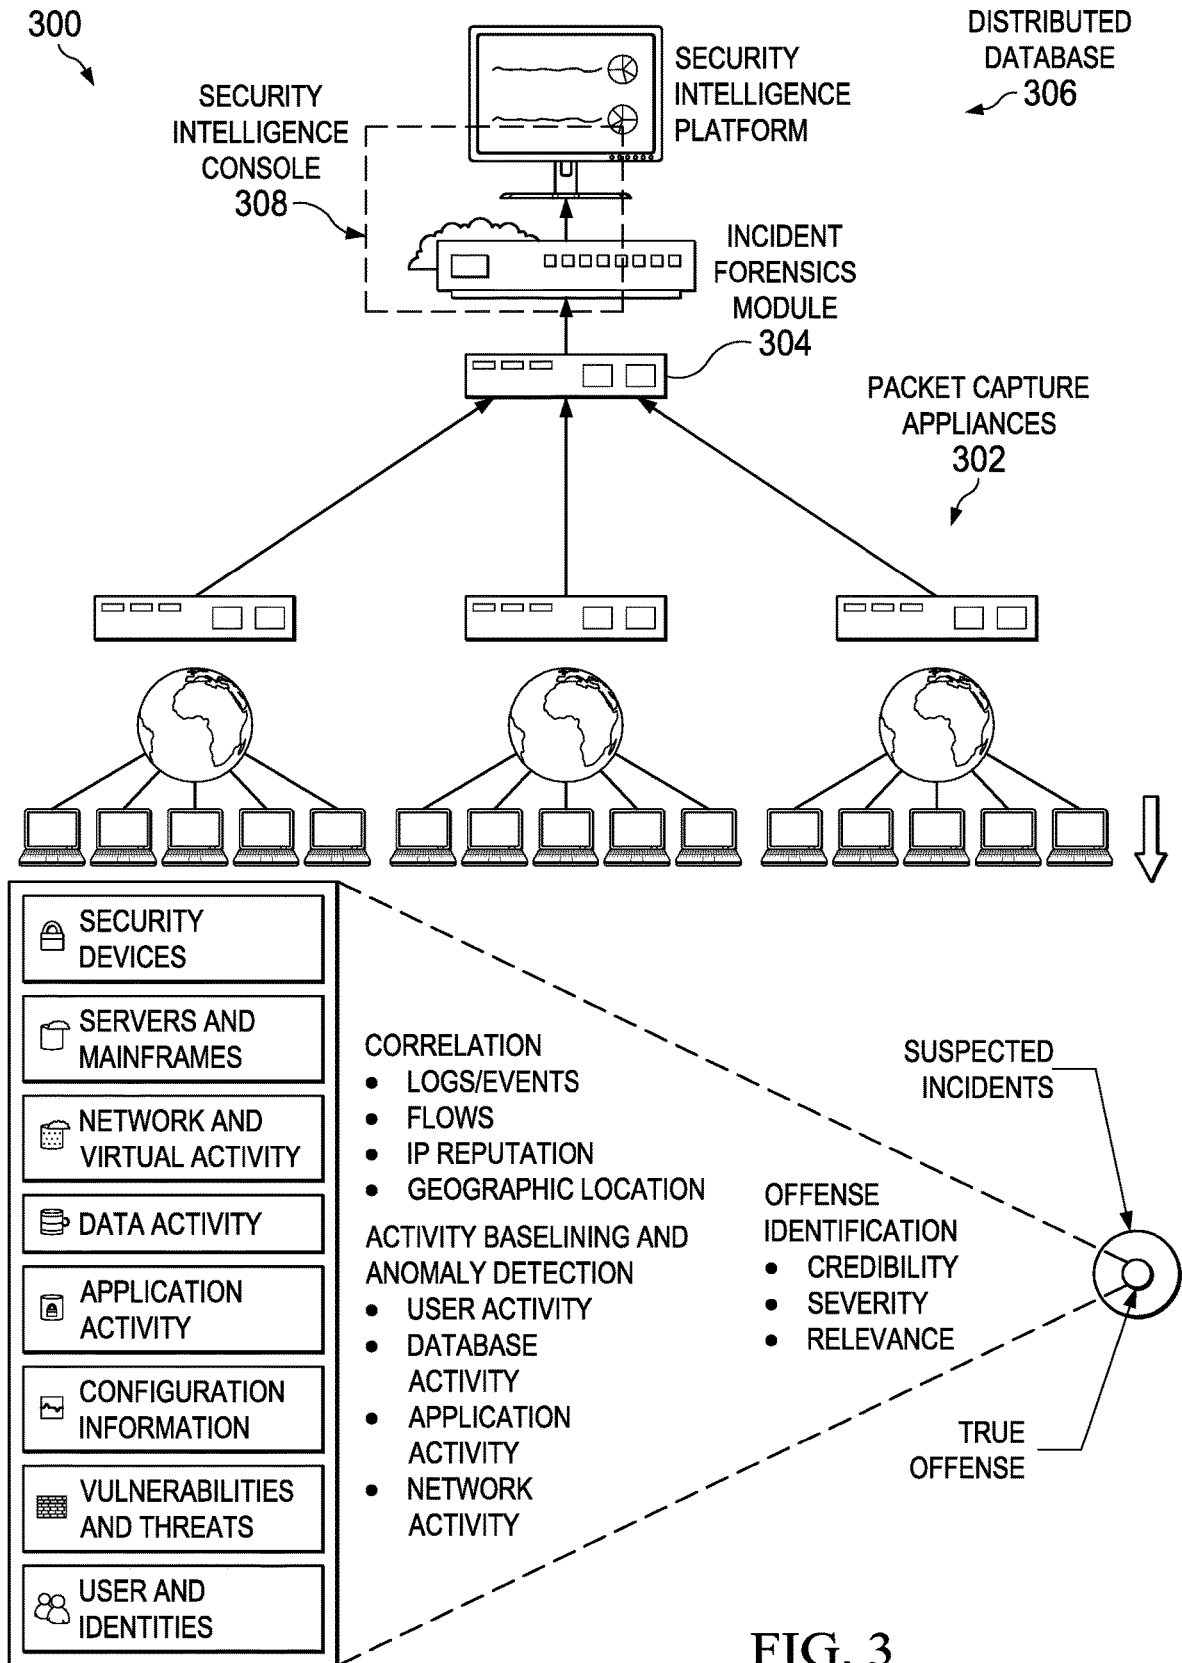 300
SECURITY
INTELLIGENCE
CONSOLE
308
SECURITY
INTELLIGENCE
PLATFORM
DISTRIBUTED
DATABASE
306
INCIDENT
FORENSICS
MODULE
304
PACKET CAPTURE
APPLIANCES
302
SECURITY
DEVICES
SERVERS AND
MAINFRAMES
NETWORK AND
VIRTUAL ACTIVITY
DATA ACTIVITY
APPLICATION
ACTIVITY
CONFIGURATION
INFORMATION
VULNERABILITIES
AND THREATS
USER AND
IDENTITIES
CORRELATION
• LOGS/EVENTS
• FLOWS
• IP REPUTATION
• GEOGRAPHIC LOCATION
ACTIVITY BASELINING AND
ANOMALY DETECTION
• USER ACTIVITY
• DATABASE
ACTIVITY
• APPLICATION
ACTIVITY
• NETWORK
ACTIVITY
OFFENSE
IDENTIFICATION
• CREDIBILITY
• SEVERITY
• RELEVANCE
SUSPECTED
INCIDENTS
TRUE
OFFENSE
FIG. 3